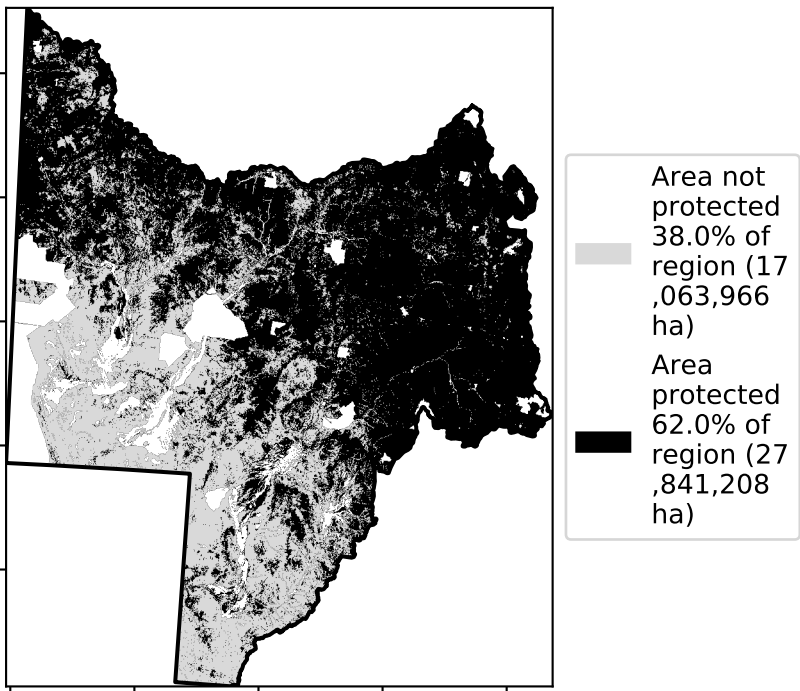 Area not
protected
38.0% of
region (17
,063,966
ha)
Area
protected
62.0% of
region (27
,841,208
ha)